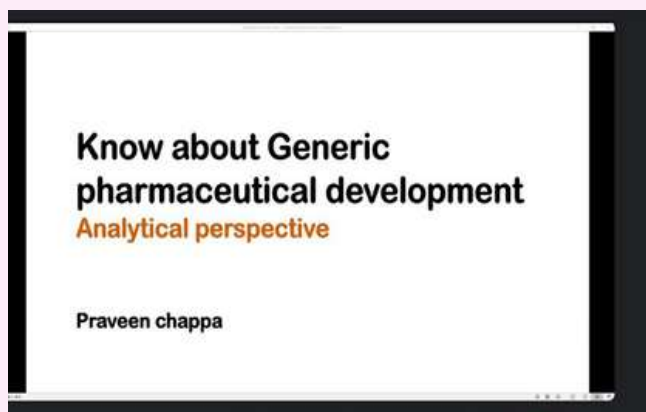 Know about Generic
pharmaceutical development
Analytical perspective
Praveen chappa